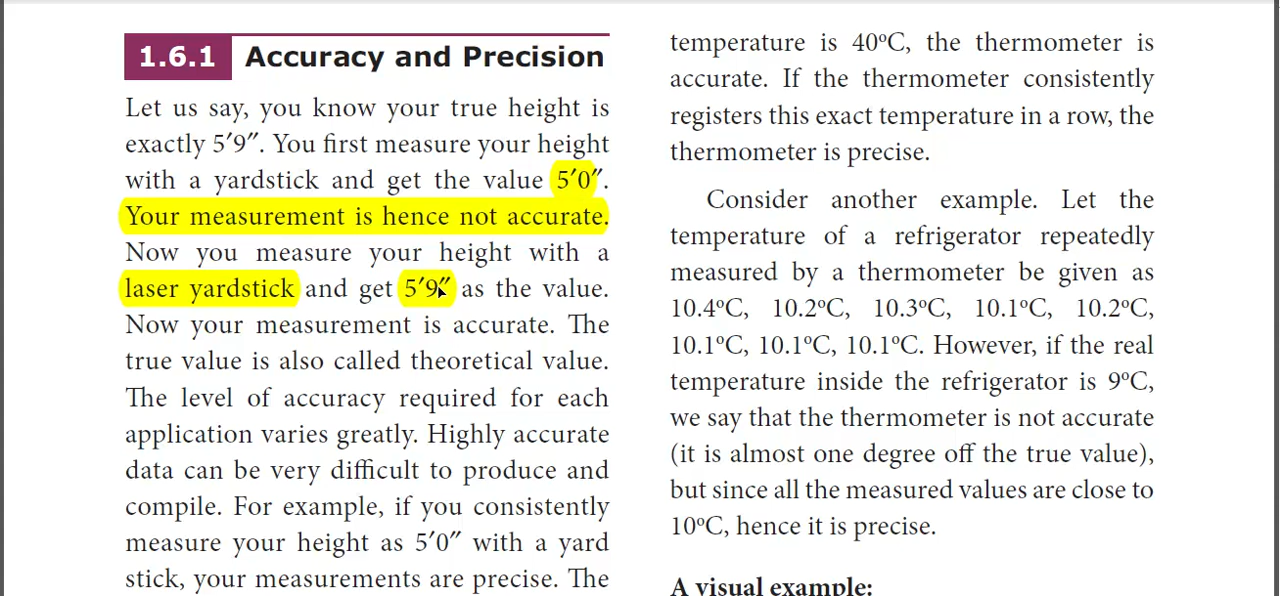 1.6.1 Accuracy and Precision
Let us say, you know your true height is
exactly 5′9″. You first measure your height
with a yardstick and get the value 5′0″.
Your measurement is hence not accurate.
Now you measure your height with a
laser yardstick and get 5′9″ as the value.
Now your measurement is accurate. The
true value is also called theoretical value.
The level of accuracy required for each
application varies greatly. Highly accurate
data can be very difficult to produce and
compile. For example, if you consistently
measure your height as 5′0″ with a yard
stick, your measurements are precise. The
temperature is 40°C, the thermometer is
accurate. If the thermometer consistently
registers this exact temperature in a row, the
thermometer is precise.
Consider another example. Let the
temperature of a refrigerator repeatedly
measured by a thermometer be given as
10.4°C, 10.2°C, 10.3°C, 10.1°C, 10.2°C,
10.1°C, 10.1°C, 10.1°C. However, if the real
temperature inside the refrigerator is 9°C,
we say that the thermometer is not accurate
(it is almost one degree off the true value),
but since all the measured values are close to
10°C, hence it is precise.
A visual example: